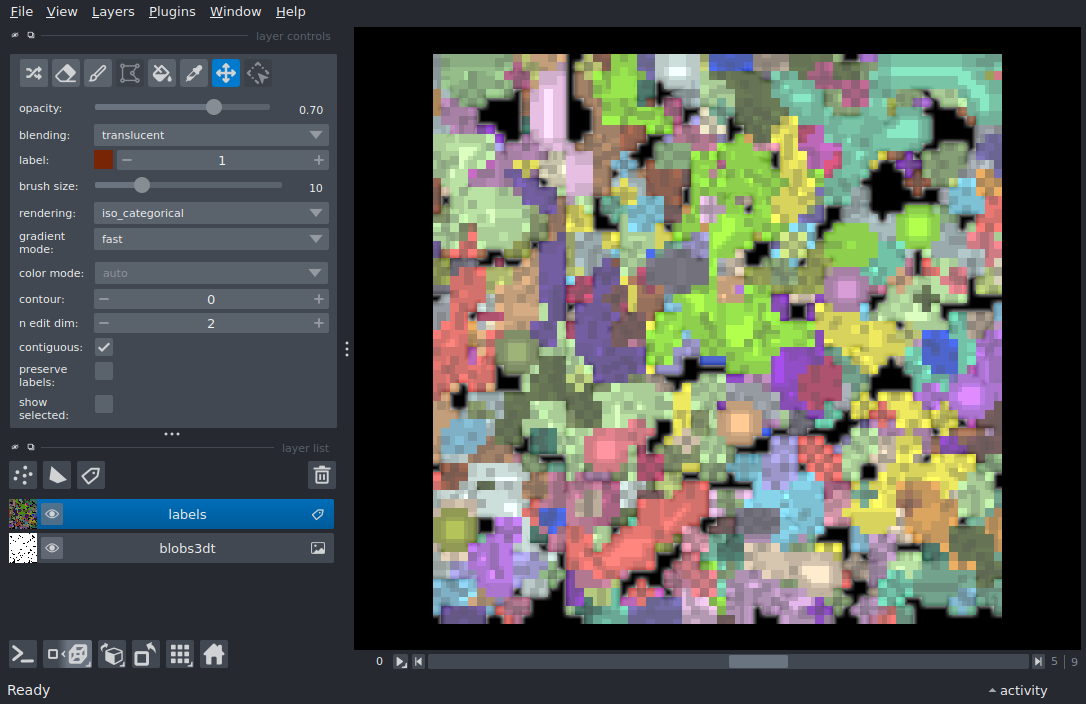 File View Layers Plugins Window Help
layer controls
opacity: 0.70
blending: translucent
label: 1
brush size: 10
rendering: iso_categorical
gradient
mode: fast
color mode: auto
contour: 0
n edit dim: 2
contiguous:
preserve
labels:
show
selected:
layer list
labels
blobs3dt
0 5 9
Ready activity